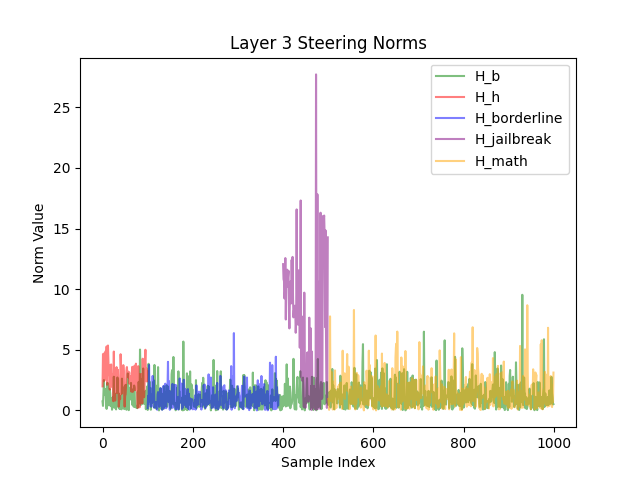 Layer 3 Steering Norms
H_b
H_h
H_borderline
H_jailbreak
H_math
Norm Value
25
20
15
10
5
0
0 200 400 600 800 1000
Sample Index